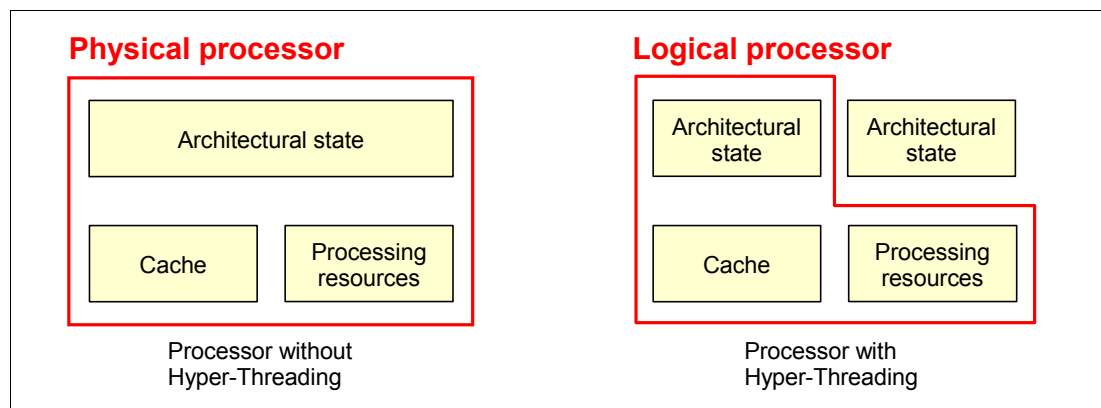 Physical processor
Architectural state
Cache
Processing
resources
Processor without
Hyper-Threading
Logical processor
Architectural
state
Architectural
state
Cache
Processing
resources
Processor with
Hyper-Threading